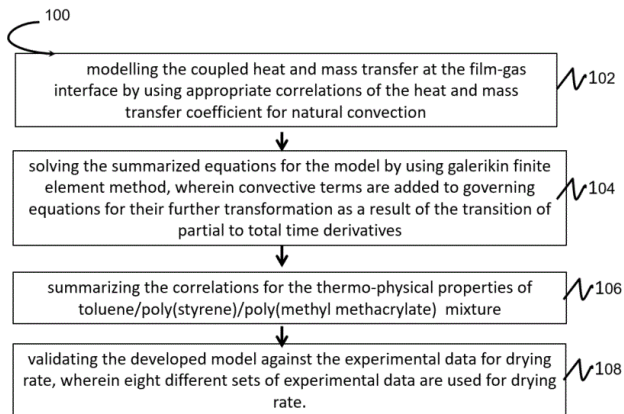 100
modelling the coupled heat and mass transfer at the film-gas
interface by using appropriate correlations of the heat and mass
transfer coefficient for natural convection
102
solving the summarized equations for the model by using galerikin finite
element method, wherein convective terms are added to governing
equations for their further transformation as a result of the transition of
partial to total time derivatives
104
summarizing the correlations for the thermo-physical properties of
toluene/poly(styrene)/poly(methyl methacrylate) mixture
106
validating the developed model against the experimental data for drying
rate, wherein eight different sets of experimental data are used for drying
rate.
108